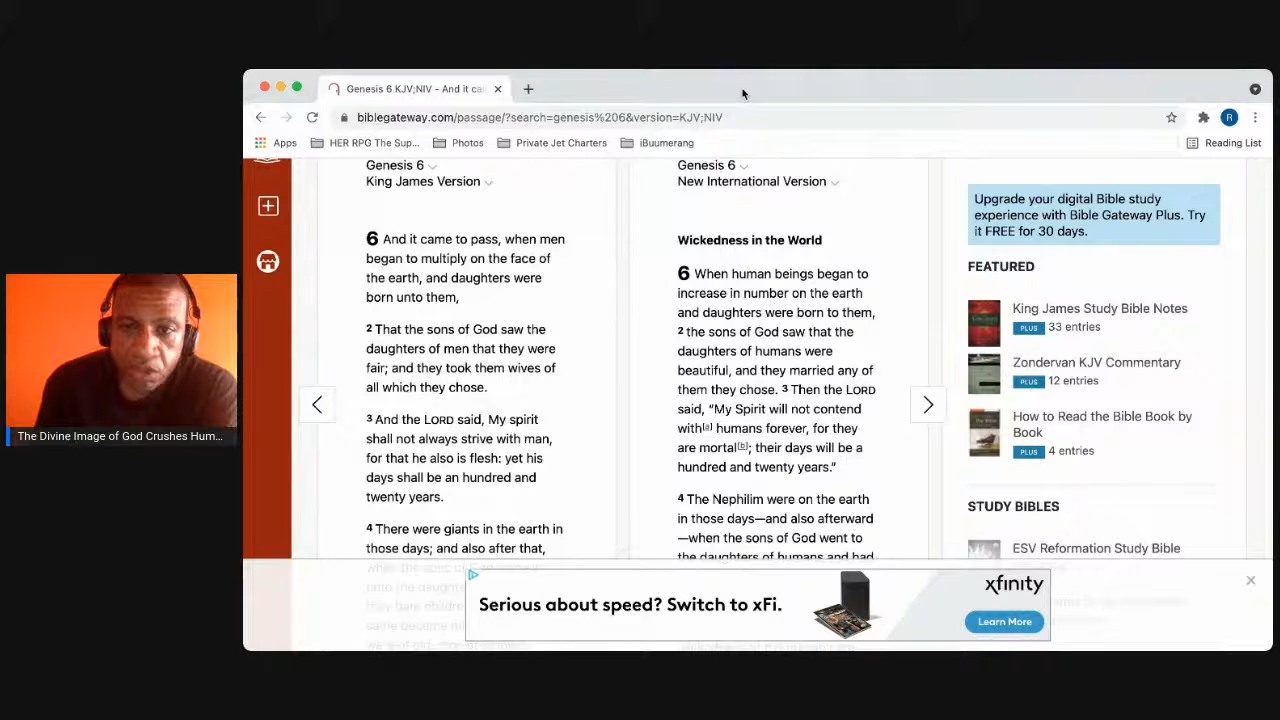 Genesis 6 KJV;NIV - And it ca
biblegateway.com/passage/?search=genesis%206&version=KJV;NIV
R
Apps
HER RPG The Sup...
Photos
Private Jet Charters
iBuumerang
Reading List
Genesis 6
King James Version
6 And it came to pass, when men
began to multiply on the face of
the earth, and daughters were
born unto them,
2 That the sons of God saw the
daughters of men that they were
fair; and they took them wives of
all which they chose.
3 And the LORD said, My spirit
shall not always strive with man,
for that he also is flesh: yet his
days shall be an hundred and
twenty years.
4 There were giants in the earth in
those days; and also after that,
Genesis 6
New International Version
Wickedness in the World
6 When human beings began to
increase in number on the earth
and daughters were born to them,
2 the sons of God saw that the
daughters of humans were
beautiful, and they married any of
them they chose. 3 Then the LORD
said, "My Spirit will not contend
with[a] humans forever, for they
are mortal[b]; their days will be a
hundred and twenty years."
4 The Nephilim were on the earth
in those days—and also afterward
—when the sons of God went to
the daughters of humans and had
Upgrade your digital Bible study
experience with Bible Gateway Plus. Try
it FREE for 30 days.
FEATURED
King James Study Bible Notes
PLUS 33 entries
Zondervan KJV Commentary
PLUS 12 entries
How to Read the Bible Book by
Book
PLUS 4 entries
STUDY BIBLES
ESV Reformation Study Bible
Serious about speed? Switch to xFi.
xfinity
Learn More
The Divine Image of God Crushes Hum...